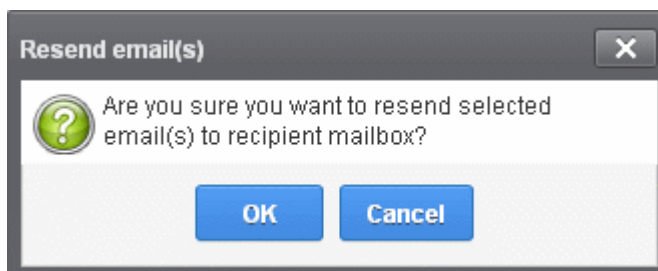 Resend email(s)
Are you sure you want to resend selected
email(s) to recipient mailbox?
OK Cancel